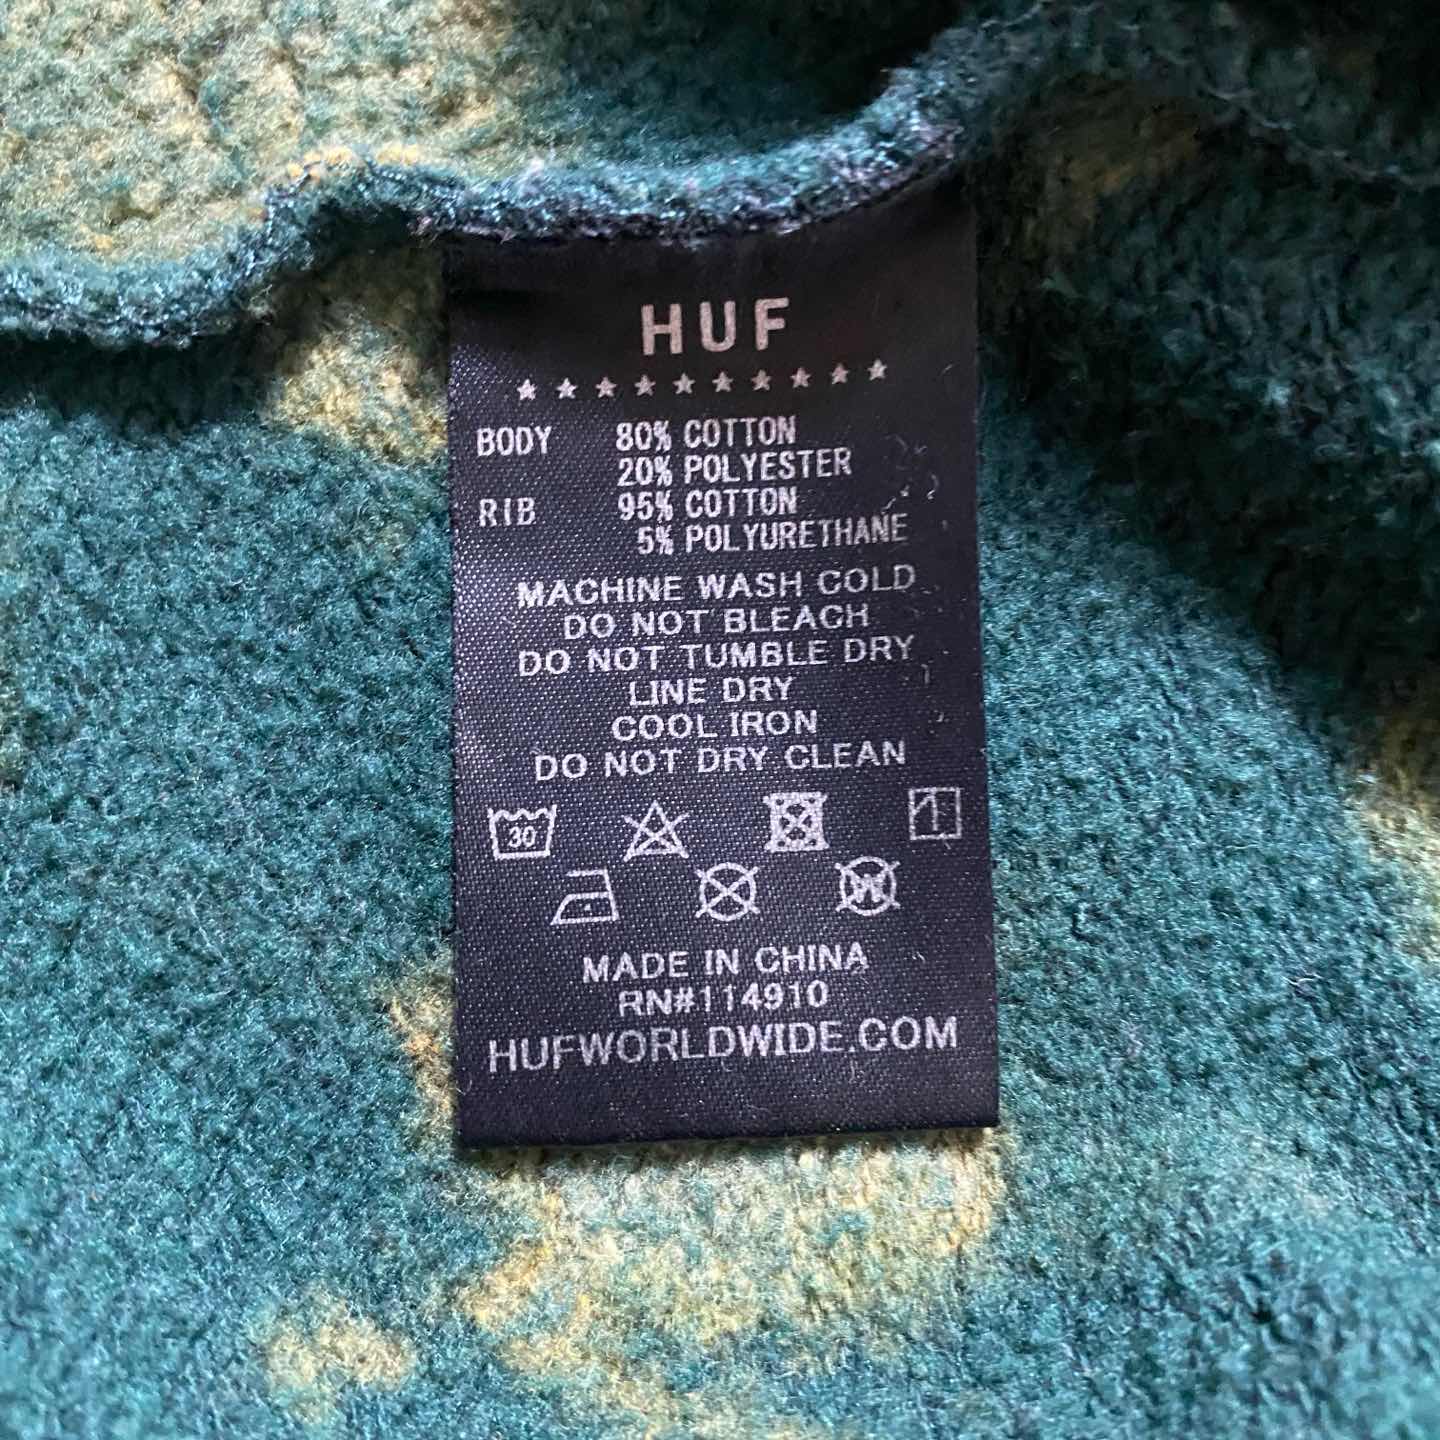 HUF
BODY 80% COTTON
20% POLYESTER
RIB 95% COTTON
5% POLYURETHANE
MACHINE WASH COLD
DO NOT BLEACH
DO NOT TUMBLE DRY
LINE DRY
COOL IRON
DO NOT DRY CLEAN
30
W
MADE IN CHINA
RN#114910
HUFWORLDWIDE.COM